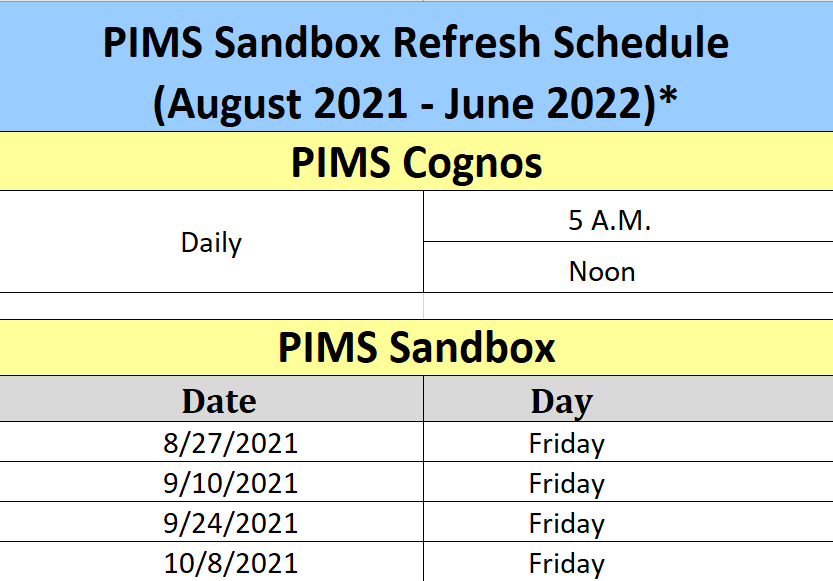 PIMS Sandbox Refresh Schedule
(August 2021 - June 2022)*
PIMS Cognos
Daily
5 A.M.
Noon
PIMS Sandbox
Date Day
8/27/2021 Friday
9/10/2021 Friday
9/24/2021 Friday
10/8/2021 Friday